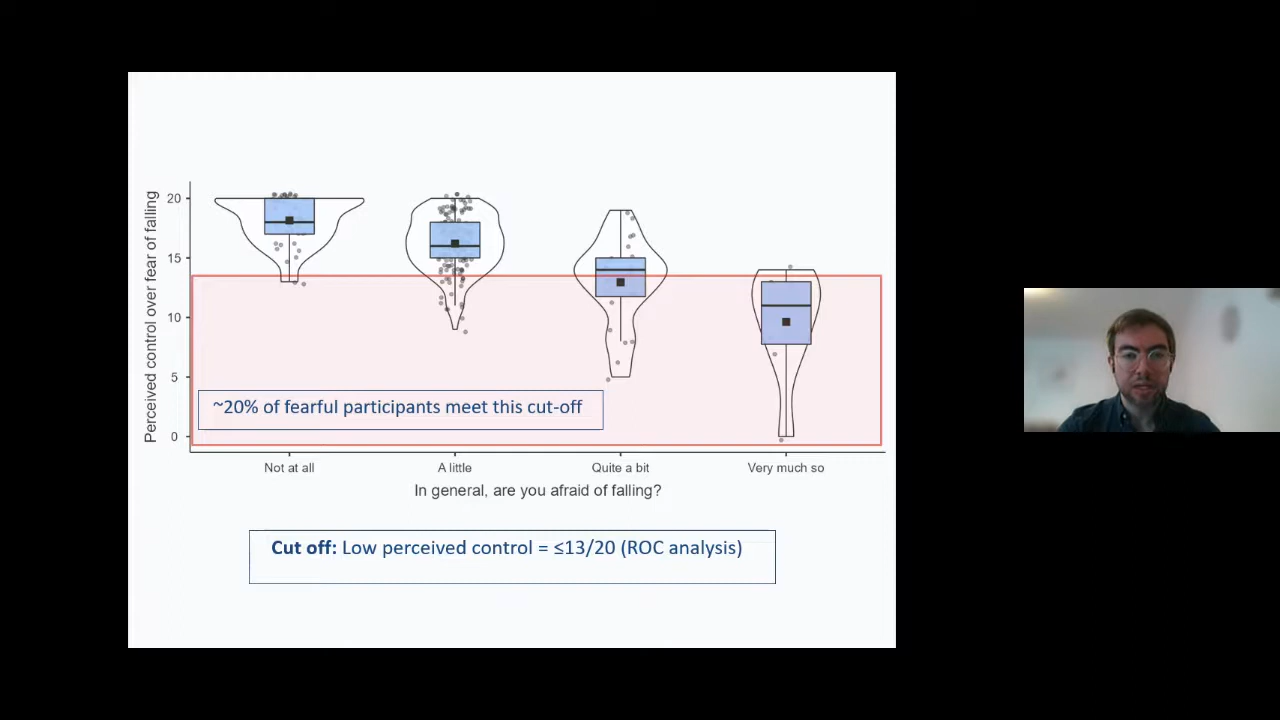 Perceived control over fear of falling
20
15
10
5
0
~20% of fearful participants meet this cut-off
Not at all
A little
Quite a bit
Very much so
In general, are you afraid of falling?
Cut off: Low perceived control = ≤13/20 (ROC analysis)